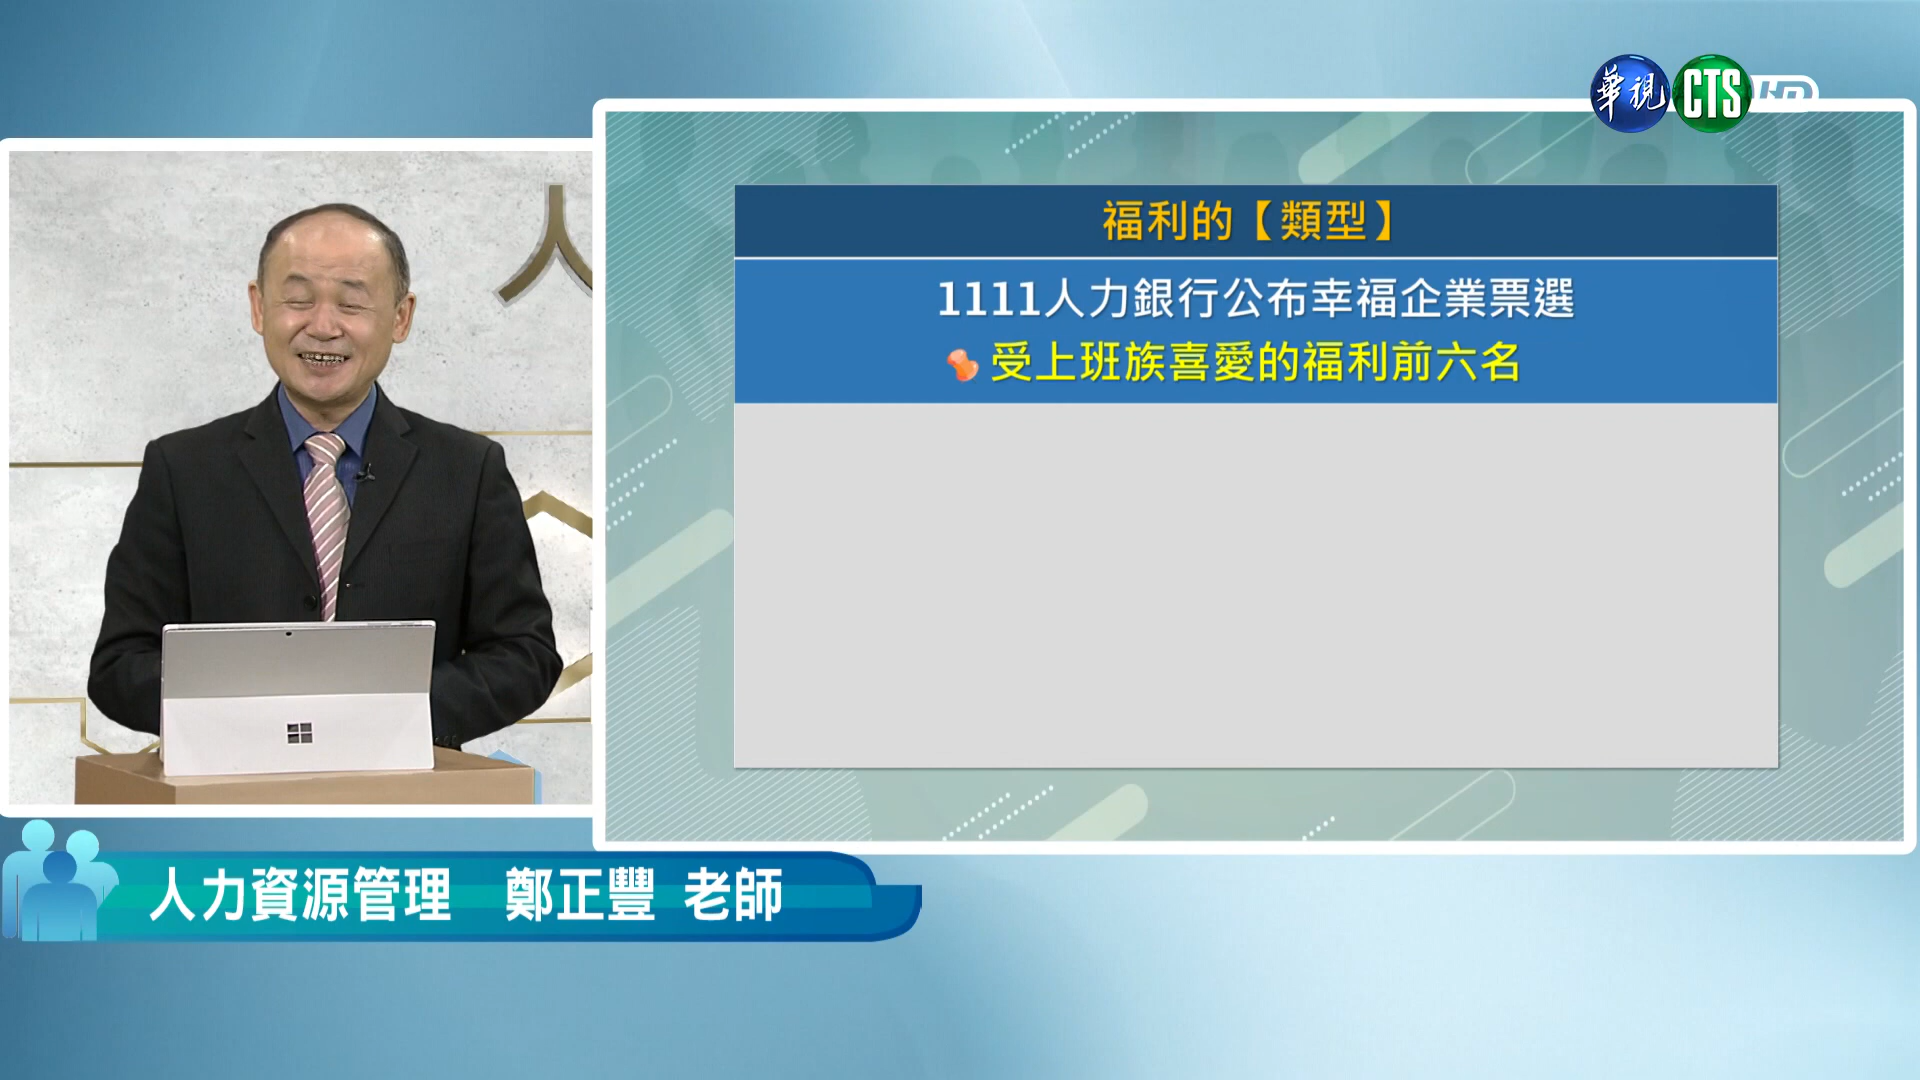 華視 CTS HD
人
福利的【類型】
1111人力銀行公布幸福企業票選
受上班族喜愛的福利前六名
人力資源管理 鄭正豐 老師